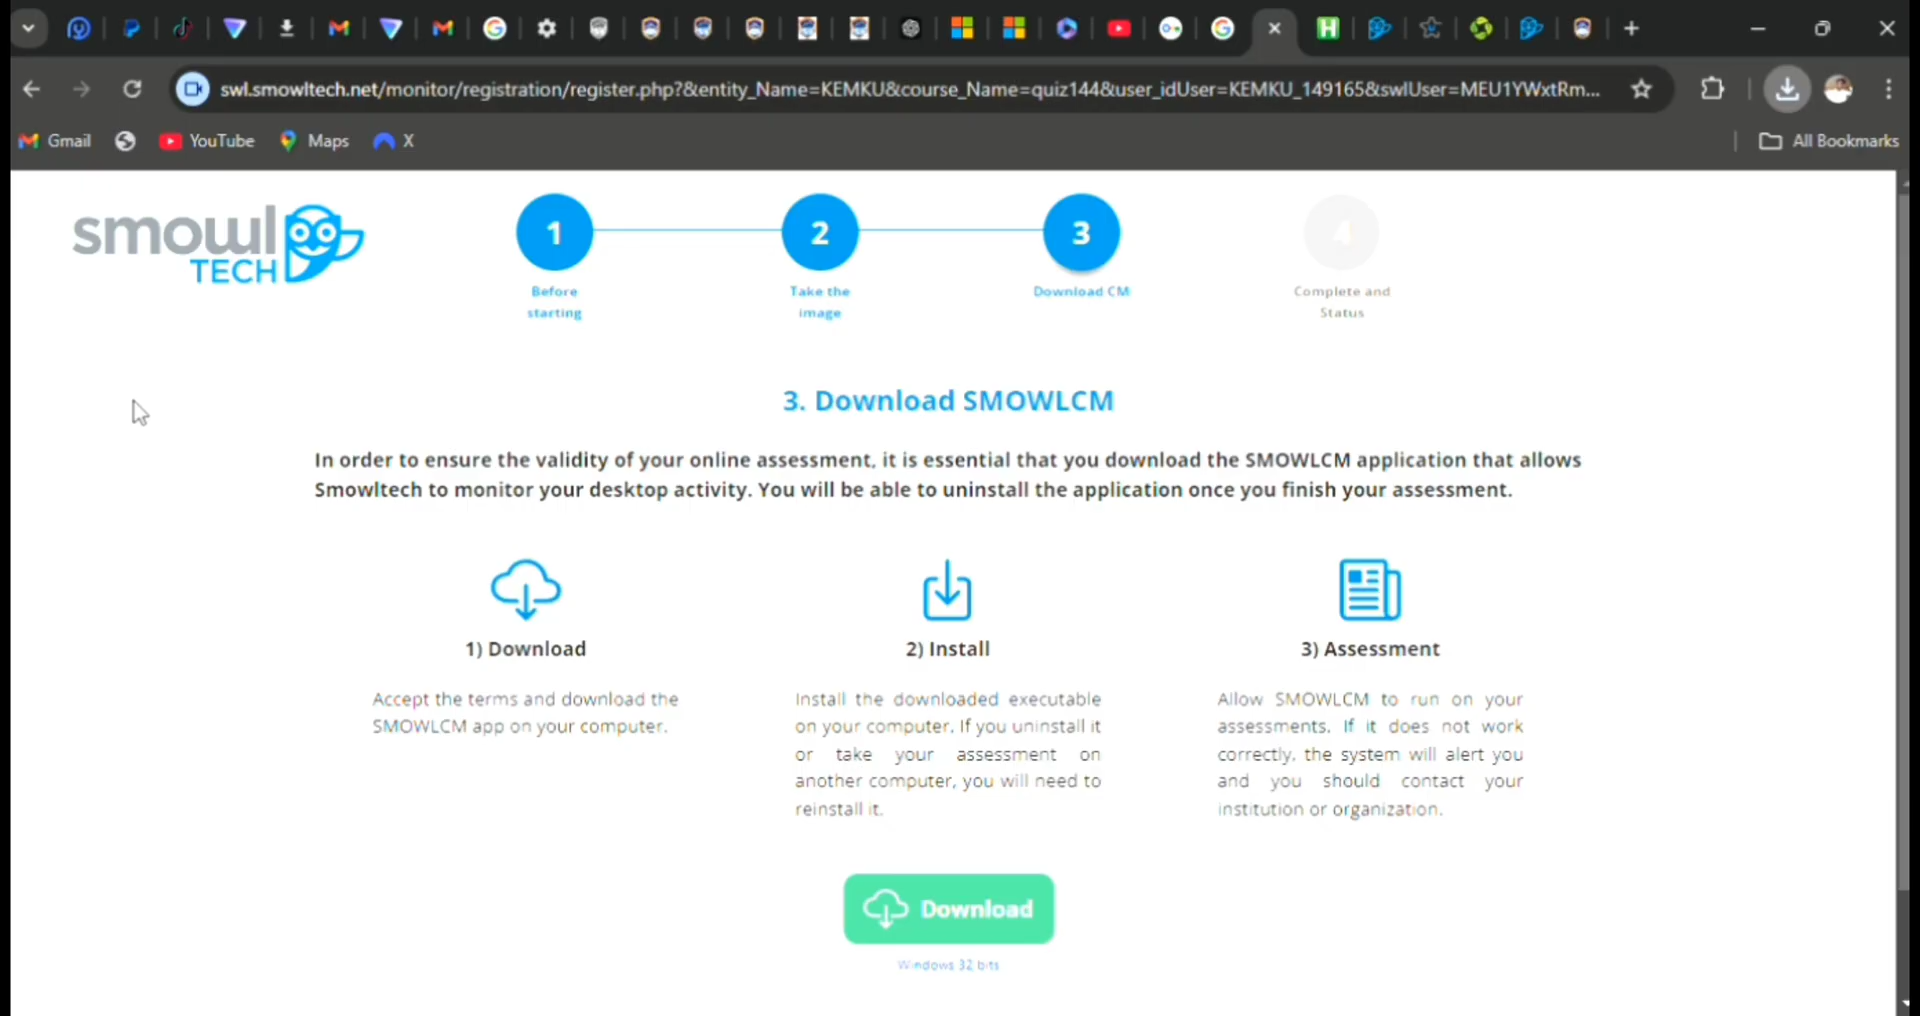 swl.smowltech.net/monitor/registration/register.php?&entity_Name=KEMKU&course_Name=quiz144&user_idUser=KEMKU_149165&swlUser=MEU1YWxtRm...
Gmail
YouTube
Maps
X
All Bookmarks
smowl
TECH
1
2
3
4
Before
starting
Take the
image
Download CM
Complete and
Status
3. Download SMOWLCM
In order to ensure the validity of your online assessment, it is essential that you download the SMOWLCM application that allows
Smowltech to monitor your desktop activity. You will be able to uninstall the application once you finish your assessment.
1) Download
Accept the terms and download the
SMOWLCM app on your computer.
2) Install
Install the downloaded executable
on your computer. If you uninstall it
or take your assessment on
another computer, you will need to
reinstall it.
3) Assessment
Allow SMOWLCM to run on your
assessments. If it does not work
correctly, the system will alert you
and you should contact your
institution or organization.
Download
Windows 32 bits